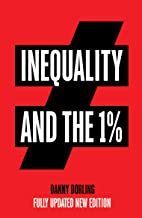 INEQUALITY
AND THE 1%
DANNY DORLING
FULLY UPDATED NEW EDITION